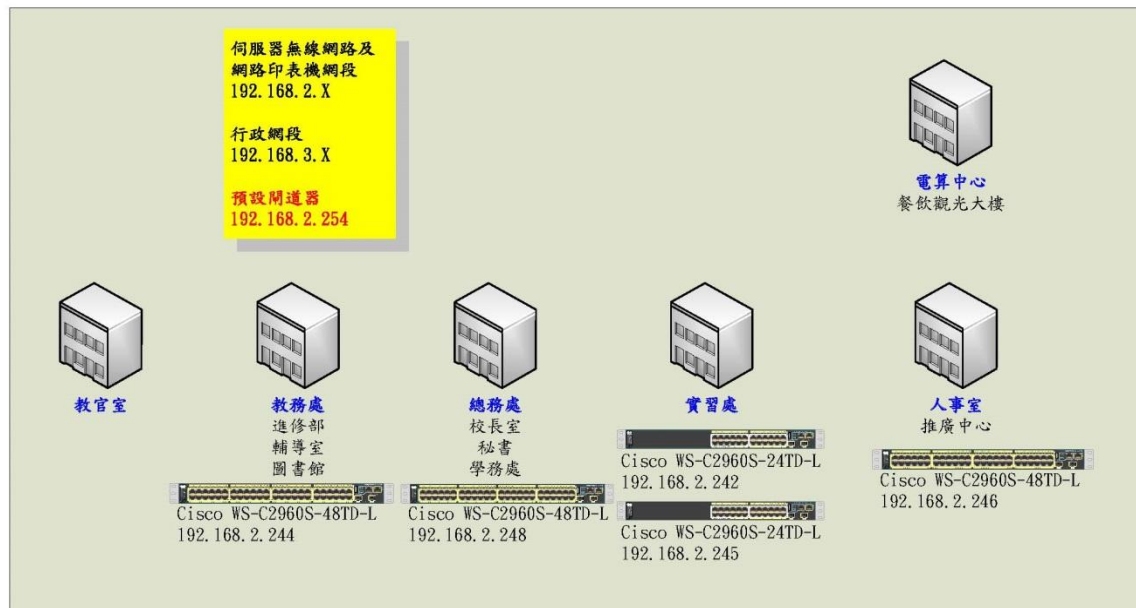 伺服器無線網路及
網路印表機網段
192.168.2.X
行政網段
192.168.3.X
預設閘道器
192.168.2.254
電算中心
餐飲觀光大樓
教官室
教務處
進修部
輔導室
圖書館
Cisco WS-C2960S-48TD-L
192.168.2.244
總務處
校長室
秘書
學務處
Cisco WS-C2960S-48TD-L
192.168.2.248
實習處
Cisco WS-C2960S-24TD-L
192.168.2.242
Cisco WS-C2960S-24TD-L
192.168.2.245
人事室
推廣中心
Cisco WS-C2960S-48TD-L
192.168.2.246